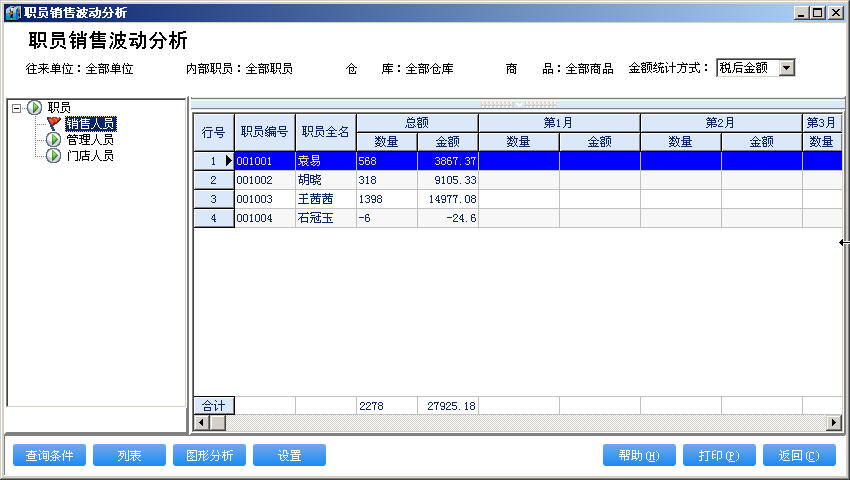 职员销售波动分析
职员销售波动分析
往来单位：全部单位 内部职员：全部职员 仓 库：全部仓库 商 品：全部商品 金额统计方式： 税后金额
职员
销售人员
管理人员
门店人员
行号 职员编号 职员全名 总额 第1月 第2月 第3月
数量 金额 数量 金额 数量 金额 数量
1 001001 袁易 568 3867.37
2 001002 胡晓 318 9105.33
3 001003 王茜茜 1398 14977.08
4 001004 石冠玉 -6 -24.6
合计 2278 27925.18
查询条件 列表 图形分析 设置 帮助(H) 打印(P) 返回(C)